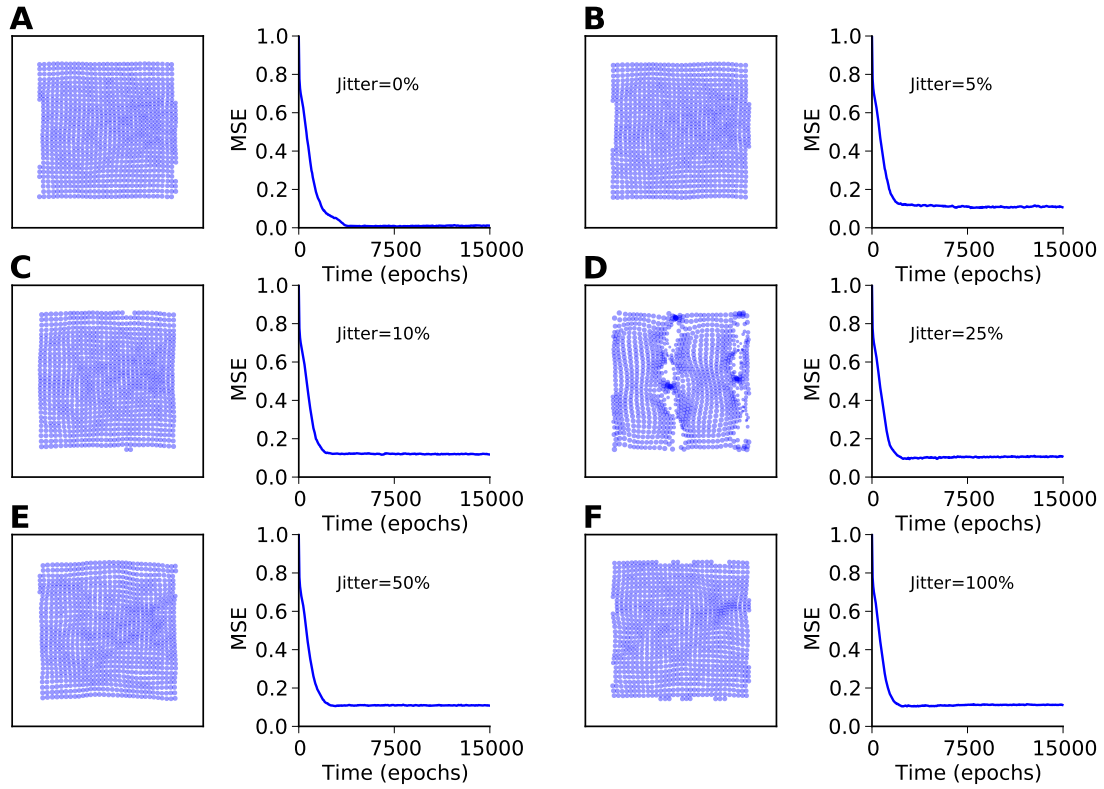 A
1.0
0.8
0.6
0.4
0.2
0.0
MSE
Jitter=0%
0 7500 15000
Time (epochs)
B
1.0
0.8
0.6
0.4
0.2
0.0
MSE
Jitter=5%
0 7500 15000
Time (epochs)
C
1.0
0.8
0.6
0.4
0.2
0.0
MSE
Jitter=10%
0 7500 15000
Time (epochs)
D
1.0
0.8
0.6
0.4
0.2
0.0
MSE
Jitter=25%
0 7500 15000
Time (epochs)
E
1.0
0.8
0.6
0.4
0.2
0.0
MSE
Jitter=50%
0 7500 15000
Time (epochs)
F
1.0
0.8
0.6
0.4
0.2
0.0
MSE
Jitter=100%
0 7500 15000
Time (epochs)